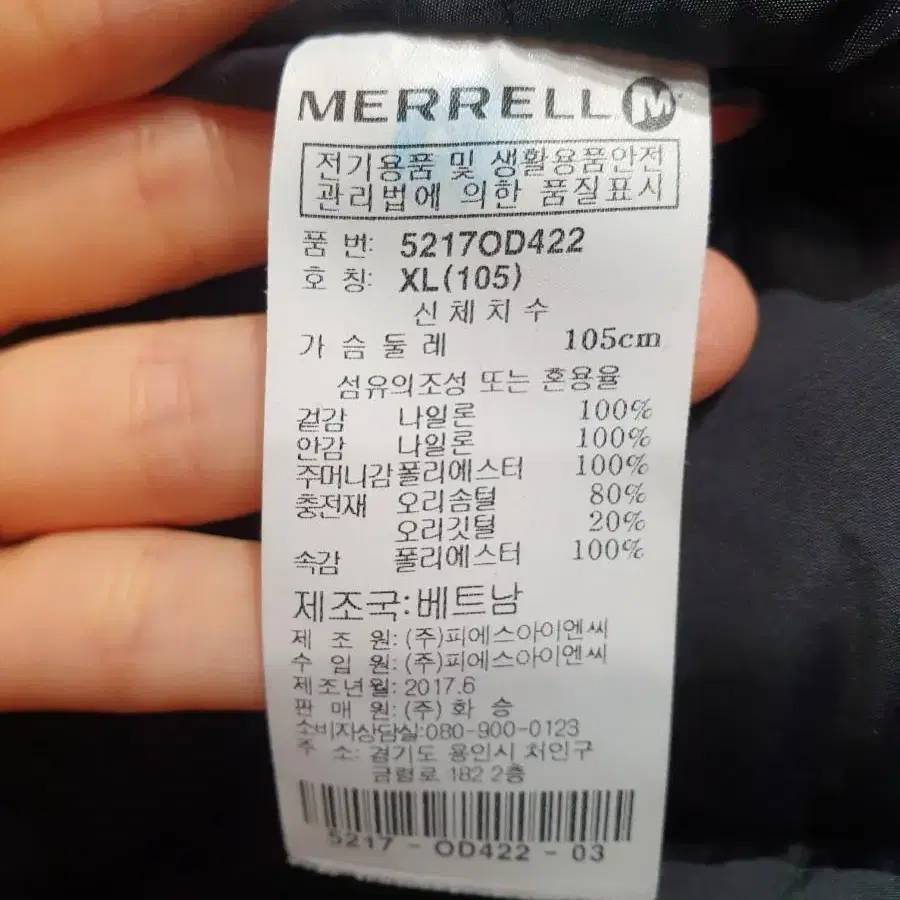 MERRELL M
전기용품 및 생활용품안전
관리법에 의한 품질표시
품 번: 5217OD422
호 칭: XL(105)
신체치수
가 슴 둘 레 105cm
섬유의조성 또는 혼용율
겉감 나일론 100%
안감 나일론 100%
주머니감 폴리에스터 100%
충전재 오리솜털 80%
오리깃털 20%
속감 폴리에스터 100%
제조국:베트남
제 조 원: (주)피에스아이엔씨
수 입 원: (주)피에스아이엔씨
제조년월: 2017.6
판 매 원: (주) 화 승
소비자상담실:080-900-0123
주 소: 경기도 용인시 처인구
금령로 182 2층
5217 - OD422 - 03